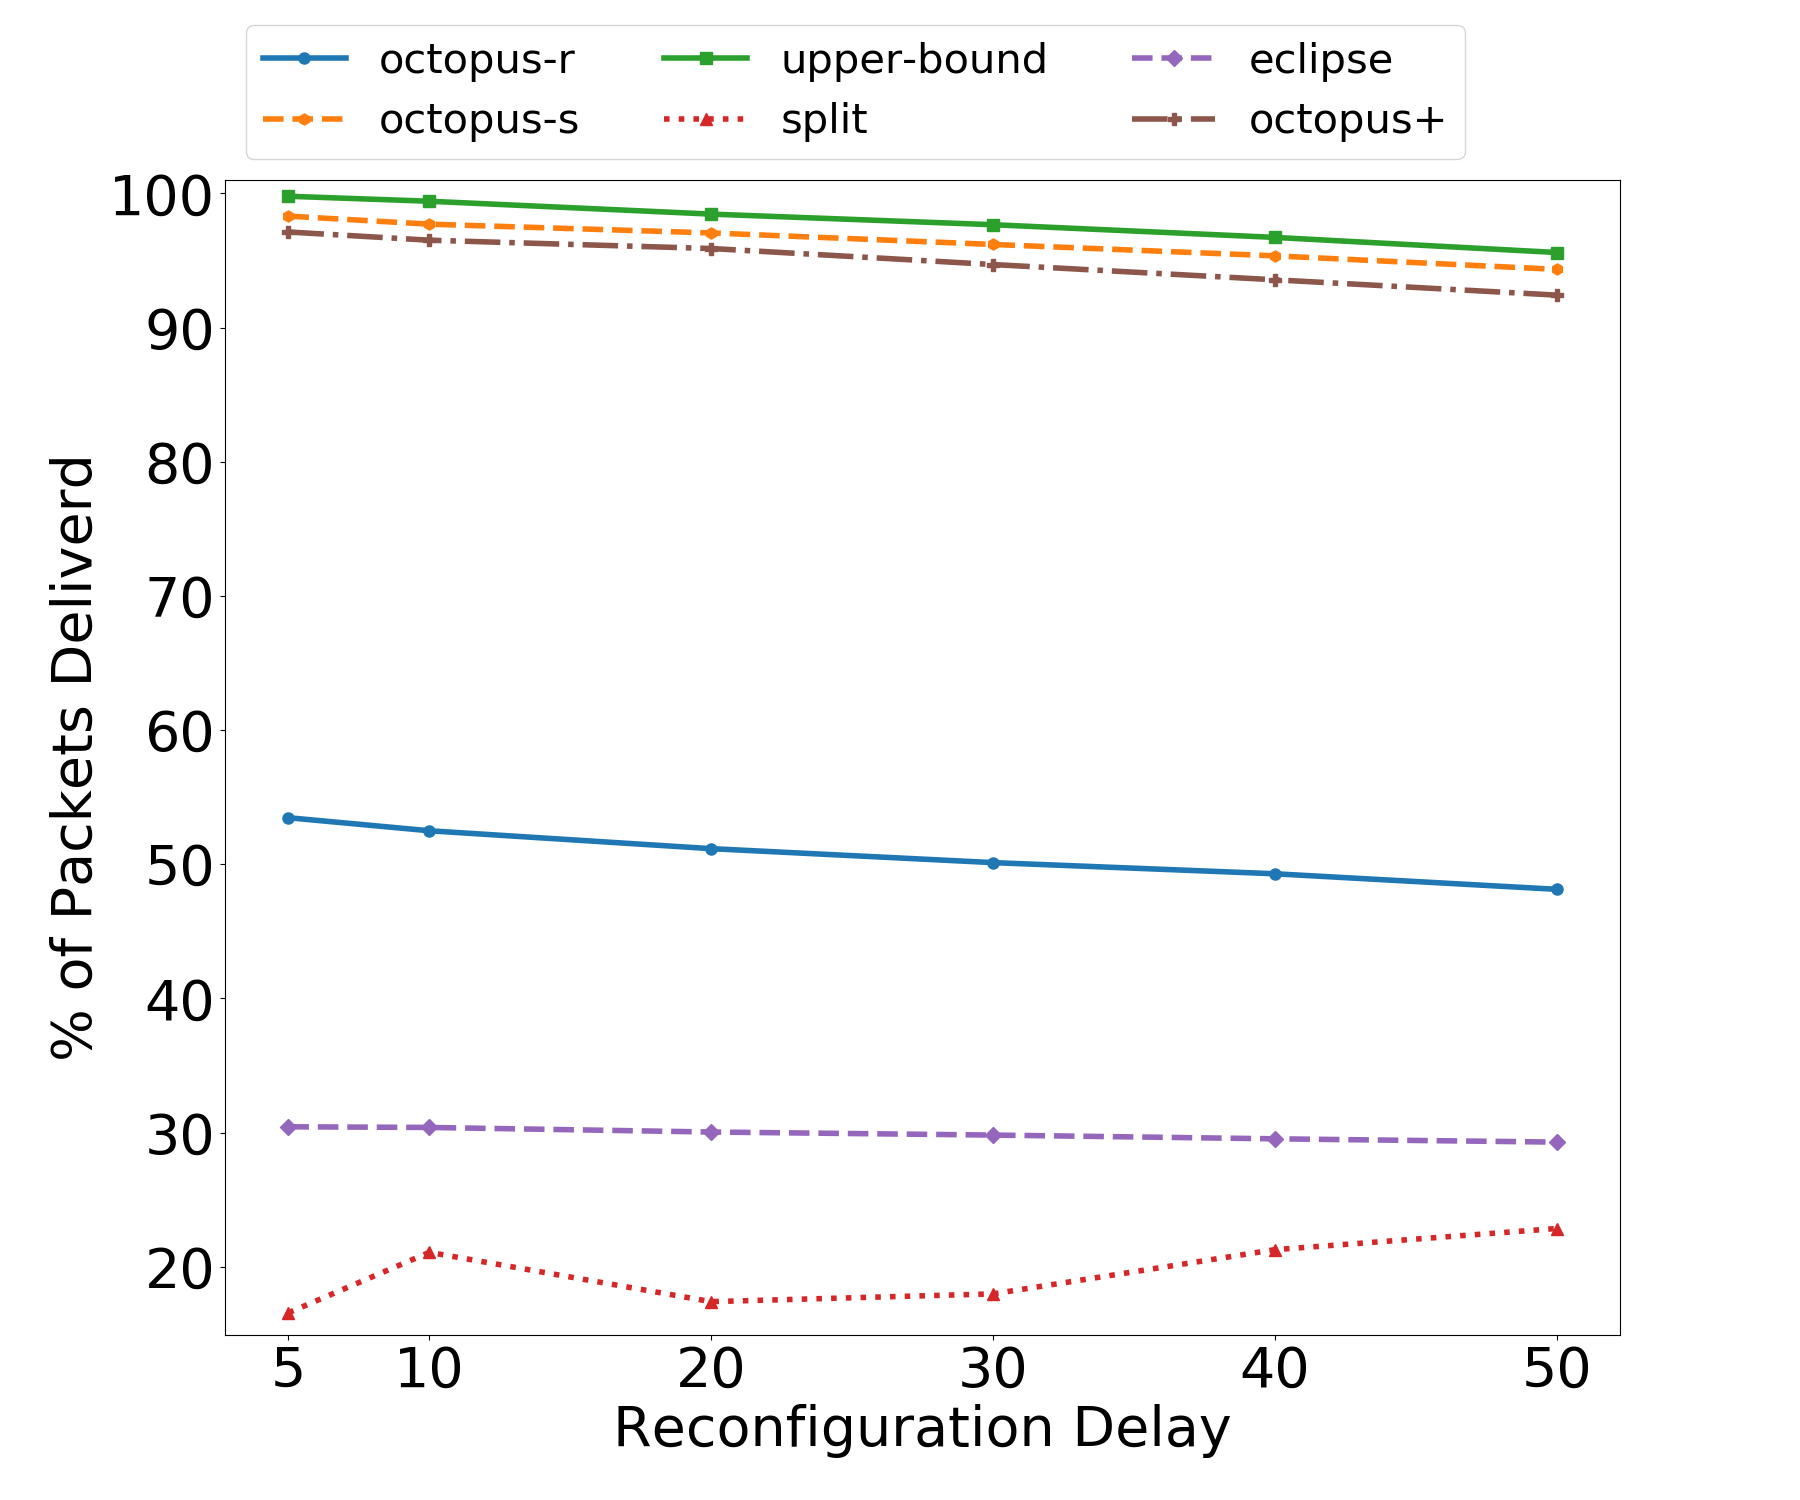 octopus-r upper-bound eclipse
octopus-s split octopus+
100
90
80
70
60
50
40
30
20
% of Packets Deliverd
5 10 20 30 40 50
Reconfiguration Delay